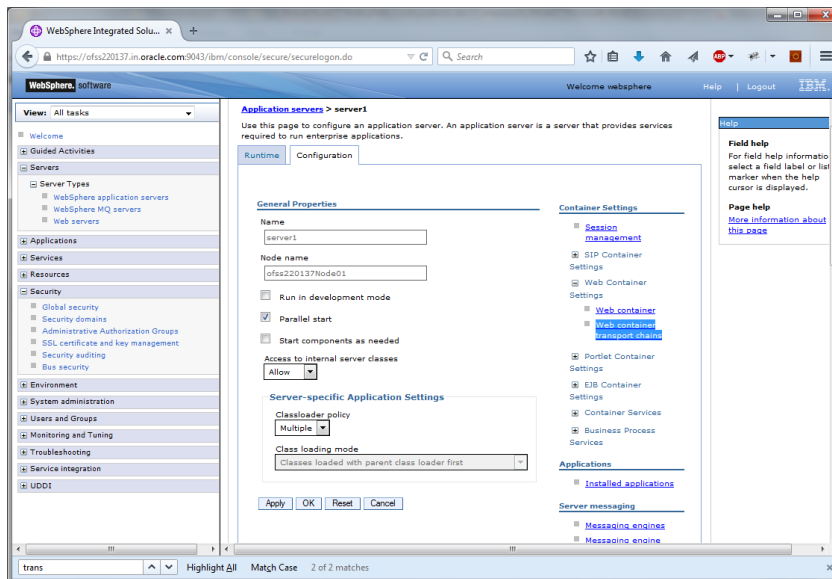 WebSphere Integrated Solu... × +
https://ofss220137.in.oracle.com:9043/ibm/console/secure/securelogon.do
Search
ABP
WebSphere. software
Welcome websphere
Help | Logout
IBM.
View: All tasks
Welcome
Guided Activities
Servers
Server Types
WebSphere application servers
WebSphere MQ servers
Web servers
Applications
Services
Resources
Security
Global security
Security domains
Administrative Authorization Groups
SSL certificate and key management
Security auditing
Bus security
Environment
System administration
Users and Groups
Monitoring and Tuning
Troubleshooting
Service integration
UDDI
Application servers > server1
Use this page to configure an application server. An application server is a server that provides services
required to run enterprise applications.
Runtime Configuration
General Properties
Name
server1
Node name
ofss220137Node01
Run in development mode
Parallel start
Start components as needed
Access to internal server classes
Allow
Server-specific Application Settings
Classloader policy
Multiple
Class loading mode
Classes loaded with parent class loader first
Apply OK Reset Cancel
Container Settings
Session
management
SIP Container
Settings
Web Container
Settings
Web container
Web container
transport chains
Portlet Container
Settings
EJB Container
Settings
Container Services
Business Process
Services
Applications
Installed applications
Server messaging
Messaging engines
Messaging engine
Help
Field help
For field help informatio
select a field label or list
marker when the help
cursor is displayed.
Page help
More information about
this page
trans
Highlight All Match Case 2 of 2 matches